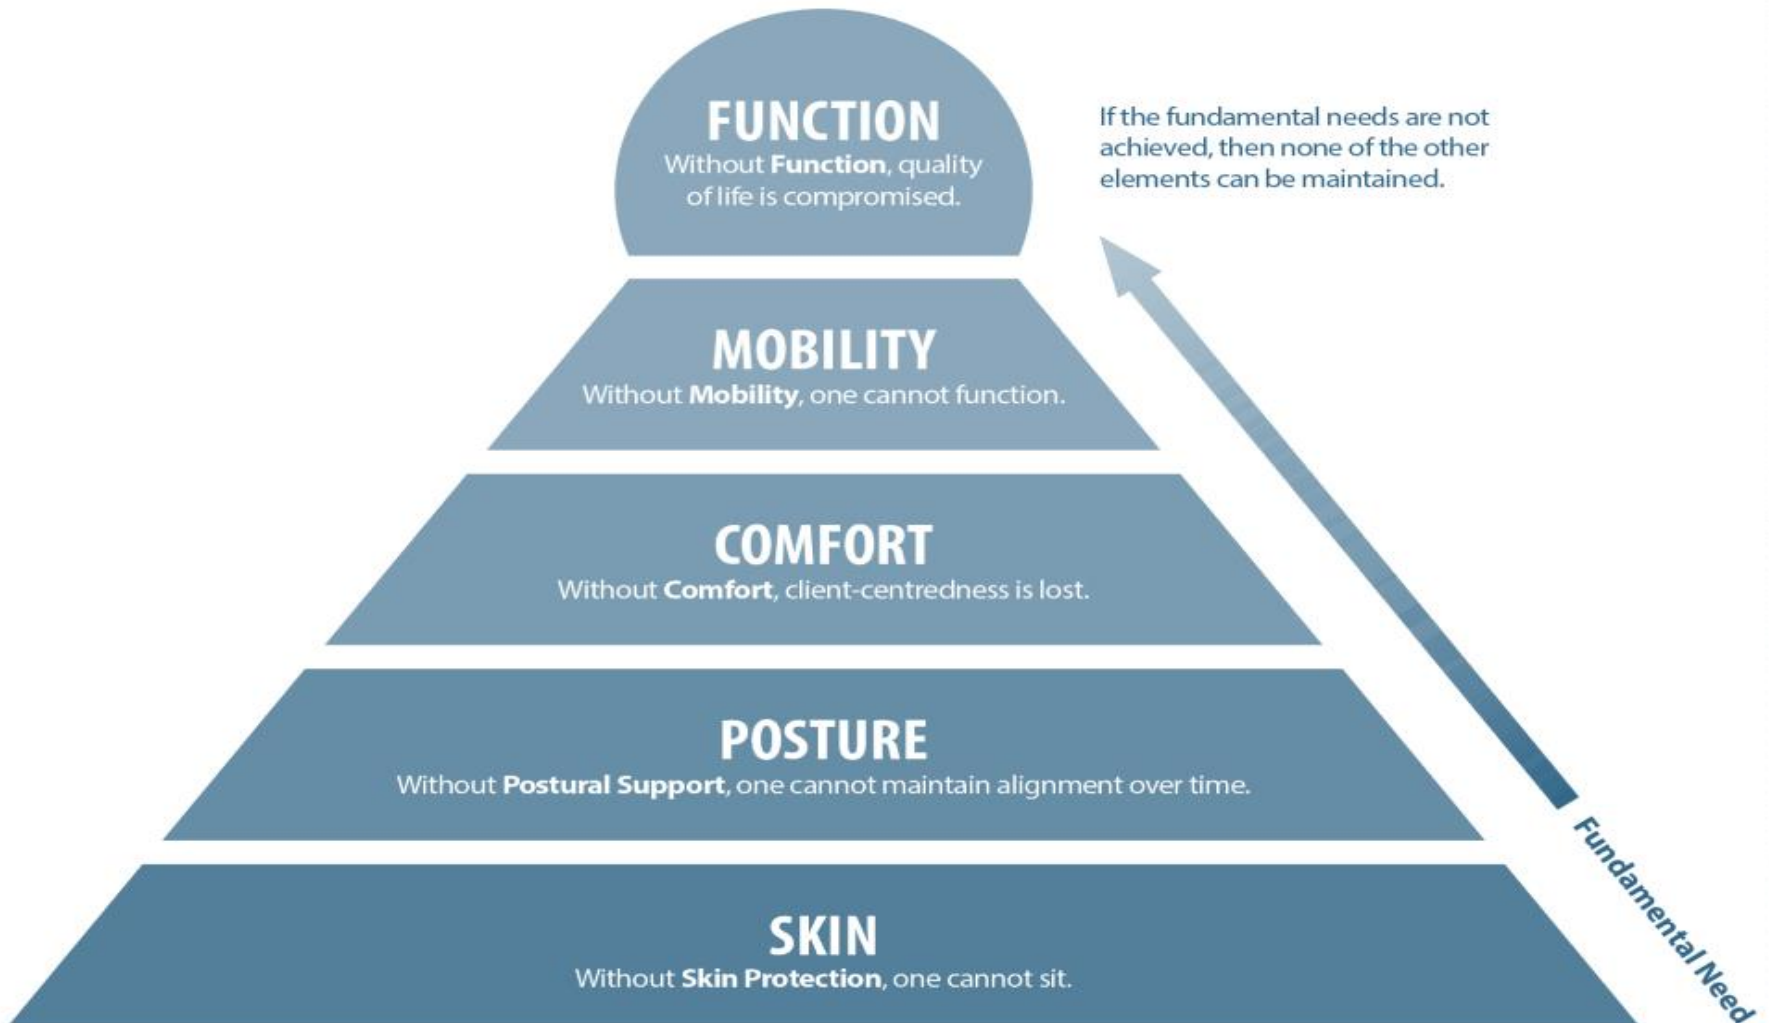 FUNCTION
Without Function, quality
of life is compromised.
If the fundamental needs are not
achieved, then none of the other
elements can be maintained.
MOBILITY
Without Mobility, one cannot function.
COMFORT
Without Comfort, client-centredness is lost.
POSTURE
Without Postural Support, one cannot maintain alignment over time.
SKIN
Without Skin Protection, one cannot sit.
Fundamental Need